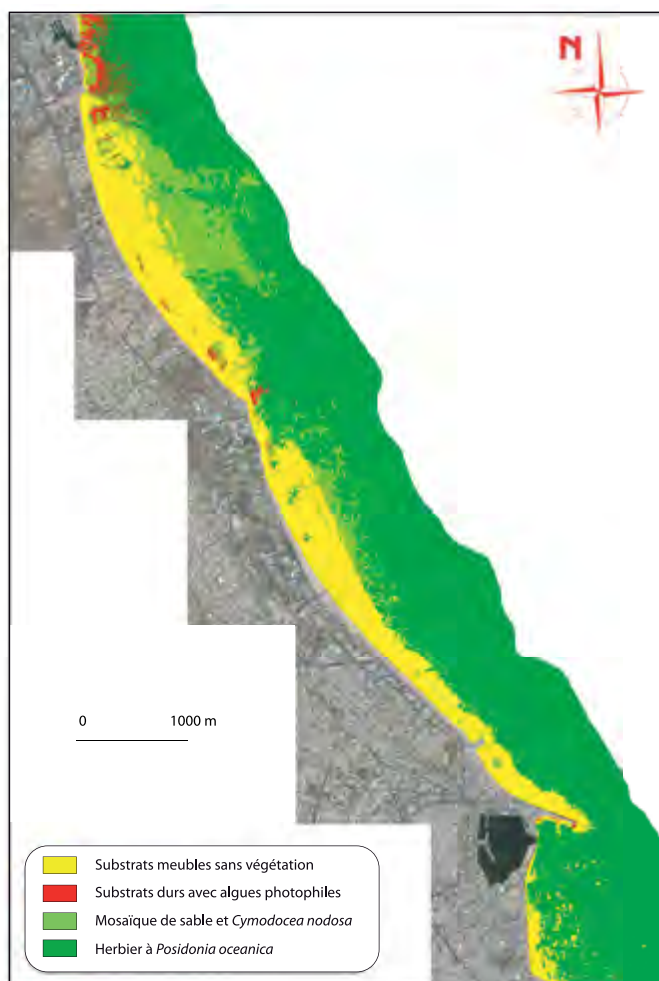 N
0 1000 m
Substrats meubles sans végétation
Substrats durs avec algues photophiles
Mosaïque de sable et Cymodocea nodosa
Herbier à Posidonia oceanica